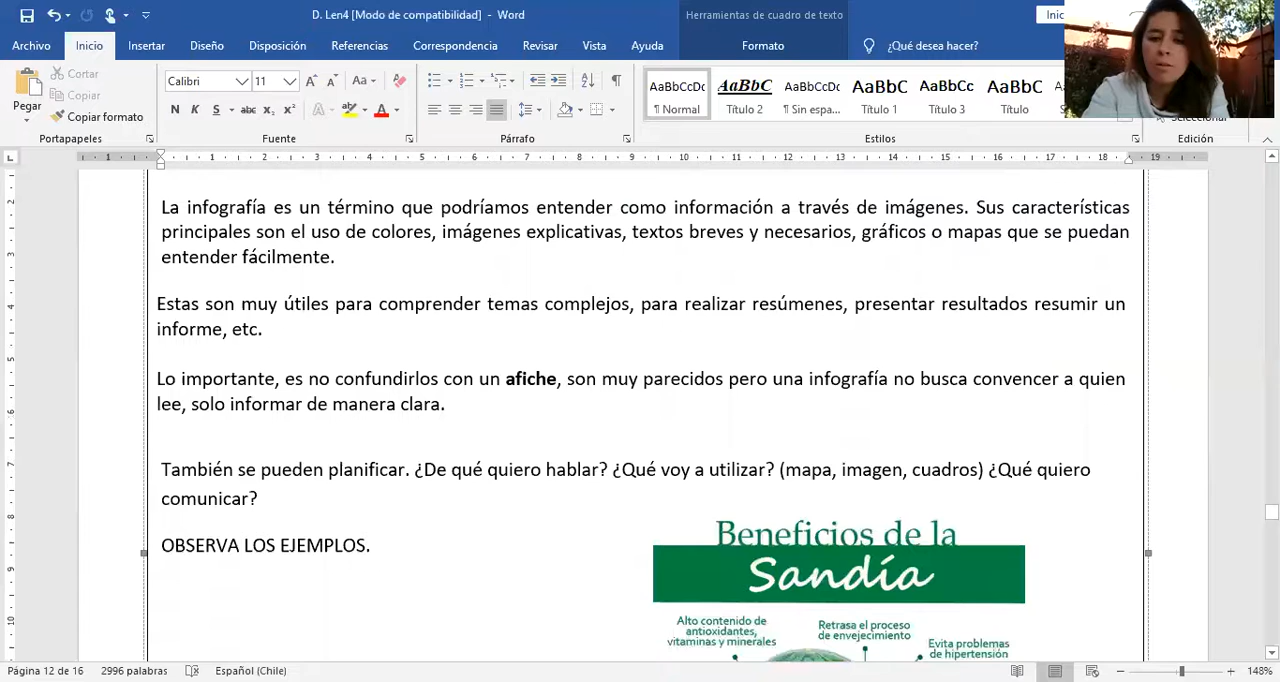 D. Len4 [Modo de compatibilidad] - Word
Herramientas de cuadro de texto
Archivo Inicio Insertar Diseño Disposición Referencias Correspondencia Revisar Vista Ayuda Formato ¿Qué desea hacer?
Pegar
Cortar
Copiar
Copiar formato
Portapapeles
Calibri 11
Fuente
Párrafo
AaBbCcDc AaBbC AaBbCcDc AaBbC AaBbCc AaBbC
¶ Normal Título 2 ¶ Sin espa... Título 1 Título 3 Título
Estilos
Edición
La infografía es un término que podríamos entender como información a través de imágenes. Sus características
principales son el uso de colores, imágenes explicativas, textos breves y necesarios, gráficos o mapas que se puedan
entender fácilmente.
Estas son muy útiles para comprender temas complejos, para realizar resúmenes, presentar resultados resumir un
informe, etc.
Lo importante, es no confundirlos con un afiche, son muy parecidos pero una infografía no busca convencer a quien
lee, solo informar de manera clara.
También se pueden planificar. ¿De qué quiero hablar? ¿Qué voy a utilizar? (mapa, imagen, cuadros) ¿Qué quiero
comunicar?
OBSERVA LOS EJEMPLOS.
Beneficios de la
Sandía
Alto contenido de
antioxidantes,
vitaminas y minerales
Retrasa el proceso
de envejecimiento
Evita problemas
de hipertensión
Página 12 de 16 2996 palabras Español (Chile) 148%